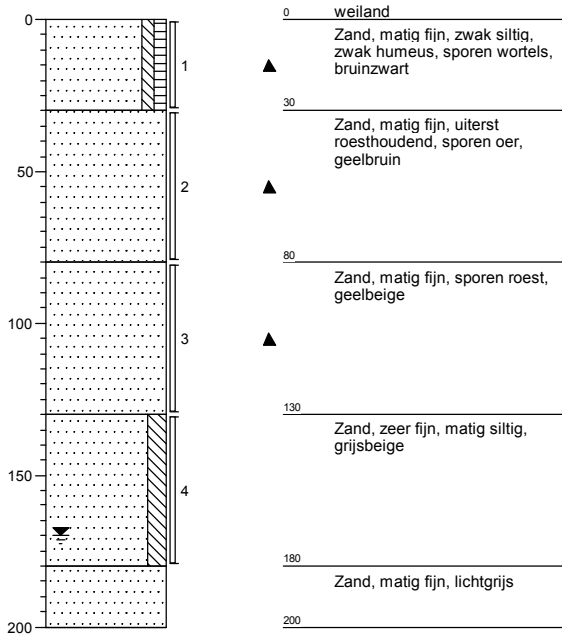 0
0
weiland
1
Zand, matig fijn, zwak siltig,
zwak humeus, sporen wortels,
bruinzwart
30
Zand, matig fijn, uiterst
roesthoudend, sporen oer,
geelbruin
50
2
80
Zand, matig fijn, sporen roest,
geelbeige
100
3
130
Zand, zeer fijn, matig siltig,
grijsbeige
150
4
180
Zand, matig fijn, lichtgrijs
200
200